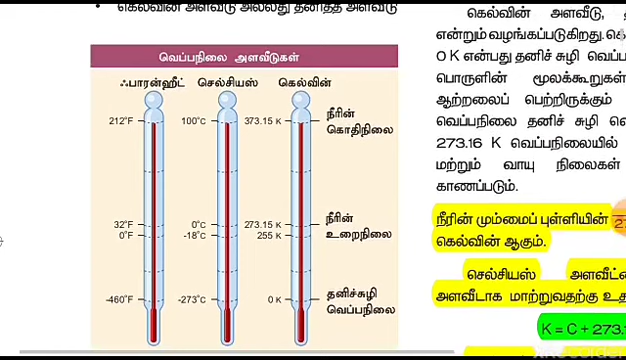 கெல்வின் அளவீடு அல்லது தனித்த அளவீடு
வெப்பநிலை அளவீடுகள்
ஃபாரன்ஹீட் செல்சியஸ் கெல்வின்
212°F 100°C 373.15 K நீரின்
கொதிநிலை
32°F 0°C 273.15 K நீரின்
0°F -18°C 255 K உறைநிலை
-460°F -273°C 0 K தனிச்சுழி
வெப்பநிலை
கெல்வின் அளவீடு,
என்றும் வழங்கப்படுகிறது.
0 K என்பது தனிச் சுழி
பொருளின் மூலக்கூறுகள்
ஆற்றலைப் பெற்றிருக்கும்
வெப்பநிலை தனிச் சுழி
273.16 K வெப்பநிலையில்
மற்றும் வாயு நிலைகள்
காணப்படும்.
நீரின் மும்மைப் புள்ளியின்
கெல்வின் ஆகும்.
செல்சியஸ்
அளவீடாக மாற்றுவதற்கு
K = C + 273.